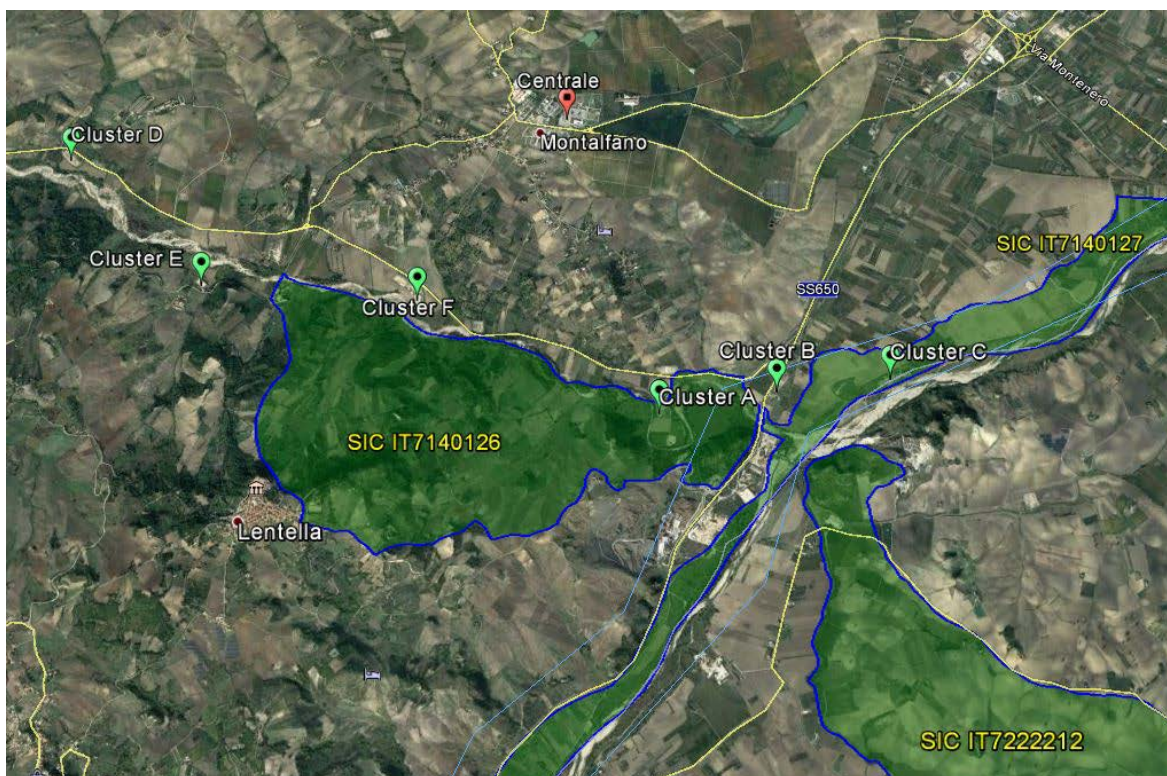 Via Montenero
Centrale
Cluster D
Montalfano
SIC IT7140127
Cluster E
SS650
Cluster F
Cluster B
Cluster C
Cluster A
SIC IT7140126
Lentella
SIC IT7222212